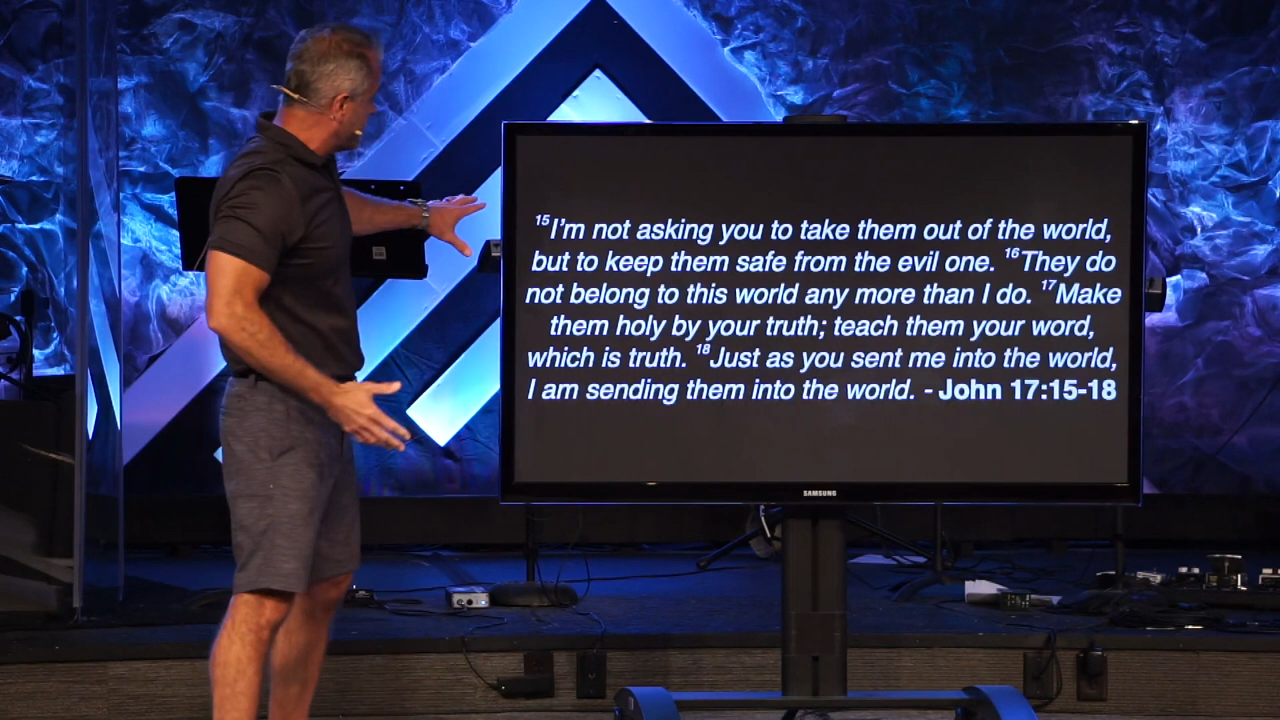 ¹⁵I'm not asking you to take them out of the world,
but to keep them safe from the evil one. ¹⁶They do
not belong to this world any more than I do. ¹⁷Make
them holy by your truth; teach them your word,
which is truth. ¹⁸Just as you sent me into the world,
I am sending them into the world. - John 17:15-18
SAMSUNG